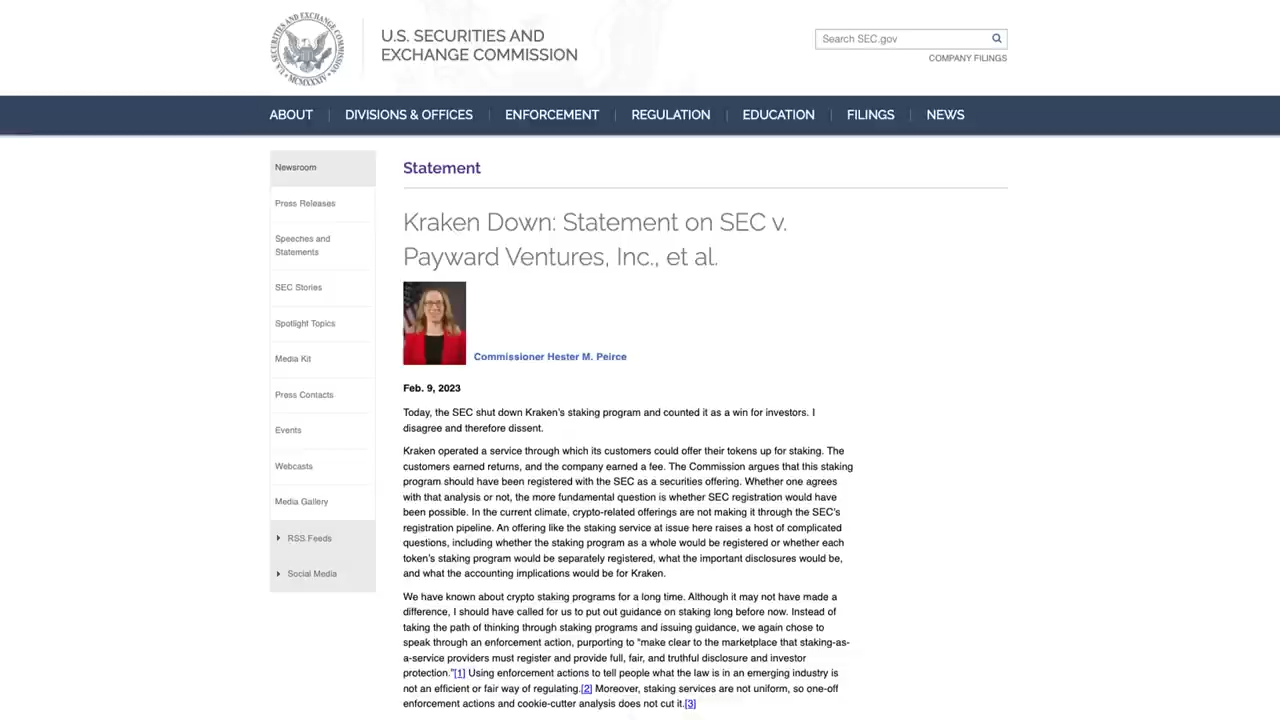 U.S. SECURITIES AND
EXCHANGE COMMISSION
Search SEC.gov
COMPANY FILINGS
ABOUT
DIVISIONS & OFFICES
ENFORCEMENT
REGULATION
EDUCATION
FILINGS
NEWS
Newsroom
Press Releases
Speeches and
Statements
SEC Stories
Spotlight Topics
Media Kit
Press Contacts
Events
Webcasts
Media Gallery
RSS Feeds
Social Media
Statement
Kraken Down: Statement on SEC v.
Payward Ventures, Inc., et al.
Commissioner Hester M. Peirce
Feb. 9, 2023
Today, the SEC shut down Kraken's staking program and counted it as a win for investors. I
disagree and therefore dissent.
Kraken operated a service through which its customers could offer their tokens up for staking. The
customers earned returns, and the company earned a fee. The Commission argues that this staking
program should have been registered with the SEC as a securities offering. Whether one agrees
with that analysis or not, the more fundamental question is whether SEC registration would have
been possible. In the current climate, crypto-related offerings are not making it through the SEC's
registration pipeline. An offering like the staking service at issue here raises a host of complicated
questions, including whether the staking program as a whole would be registered or whether each
token's staking program would be separately registered, what the important disclosures would be,
and what the accounting implications would be for Kraken.
We have known about crypto staking programs for a long time. Although it may not have made a
difference, I should have called for us to put out guidance on staking long before now. Instead of
taking the path of thinking through staking programs and issuing guidance, we again chose to
speak through an enforcement action, purporting to "make clear to the marketplace that staking-as-
a-service providers must register and provide full, fair, and truthful disclosure and investor
protection."[1] Using enforcement actions to tell people what the law is in an emerging industry is
not an efficient or fair way of regulating.[2] Moreover, staking services are not uniform, so one-off
enforcement actions and cookie-cutter analysis does not cut it.[3]